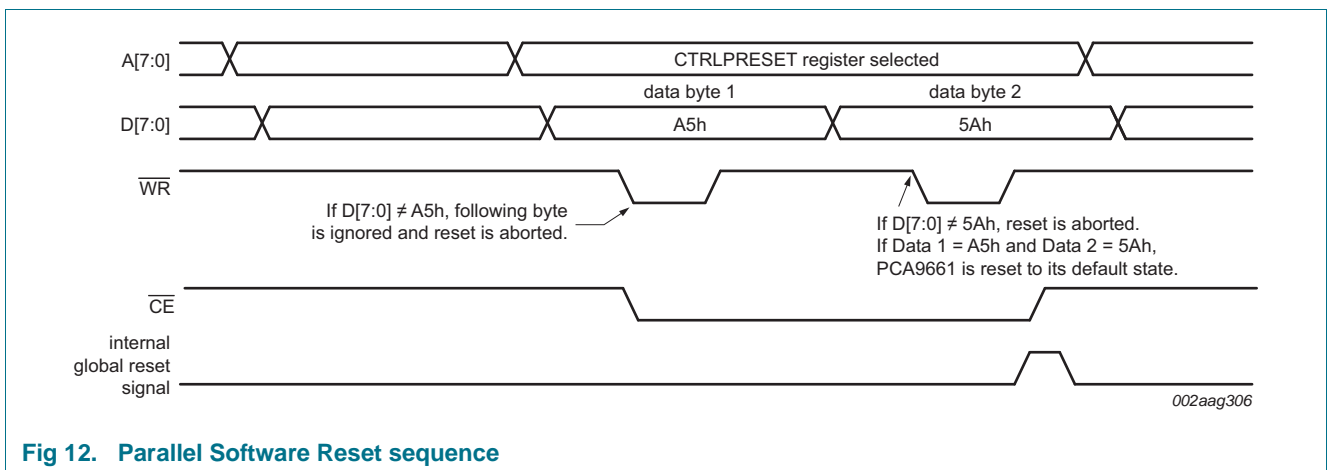 A[7:0]
CTRLPRESET register selected
data byte 1
data byte 2
D[7:0]
A5h
5Ah
WR
If D[7:0] ≠ A5h, following byte
is ignored and reset is aborted.
If D[7:0] ≠ 5Ah, reset is aborted.
If Data 1 = A5h and Data 2 = 5Ah,
PCA9661 is reset to its default state.
CE
internal
global reset
signal
002aag306
Fig 12. Parallel Software Reset sequence